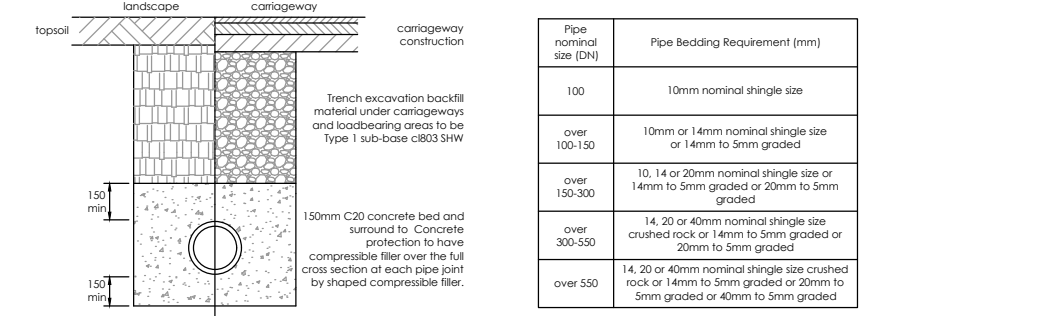 landscape
carriageway
topsoil
carriageway
construction
Trench excavation backfill
material under carriageways
and loadbearing areas to be
Type 1 sub-base cl803 SHW
150
min
150mm C20 concrete bed and
surround to Concrete
protection to have
compressible filler over the full
cross section at each pipe joint
by shaped compressible filler.
150
min
Pipe
nominal
size (DN)
Pipe Bedding Requirement (mm)
100
10mm nominal shingle size
over
100-150
10mm or 14mm nominal shingle size
or 14mm to 5mm graded
over
150-300
10, 14 or 20mm nominal shingle size or
14mm to 5mm graded or 20mm to 5mm
graded
over
300-550
14, 20 or 40mm nominal shingle size
crushed rock or 14mm to 5mm graded or
20mm to 5mm graded
over 550
14, 20 or 40mm nominal shingle size crushed
rock or 14mm to 5mm graded or 20mm to
5mm graded or 40mm to 5mm graded